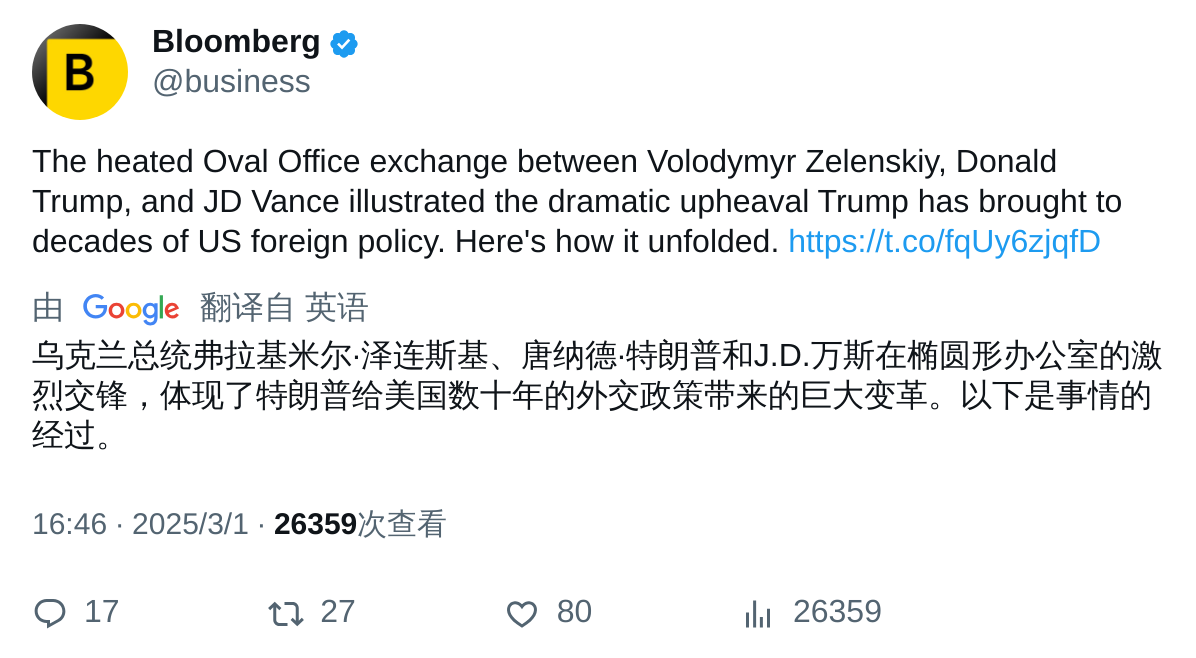 Bloomberg
@business
The heated Oval Office exchange between Volodymyr Zelenskiy, Donald
Trump, and JD Vance illustrated the dramatic upheaval Trump has brought to
decades of US foreign policy. Here's how it unfolded. https://t.co/fqUy6zjqfD
由 Google 翻译自 英语
乌克兰总统弗拉基米尔·泽连斯基、唐纳德·特朗普和J.D.万斯在椭圆形办公室的激
烈交锋，体现了特朗普给美国数十年的外交政策带来的巨大变革。以下是事情的
经过。
16:46 · 2025/3/1 · 26359次查看
17 27 80 26359